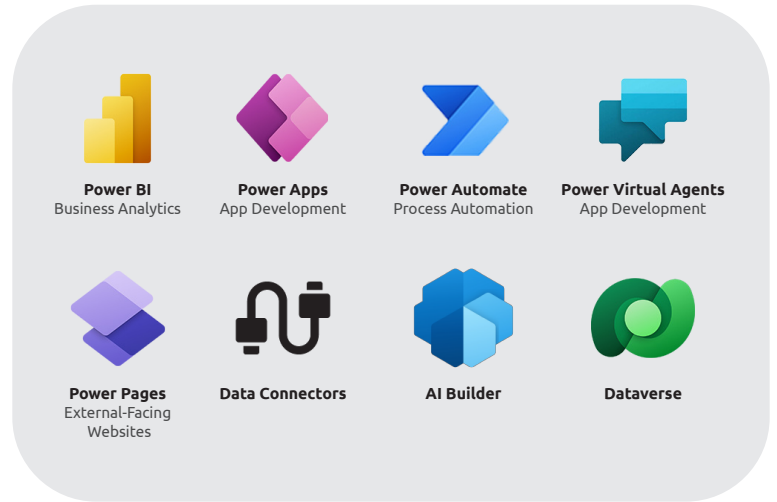 Power BI
Business Analytics
Power Apps
App Development
Power Automate
Process Automation
Power Virtual Agents
App Development
Power Pages
External-Facing
Websites
Data Connectors
AI Builder
Dataverse